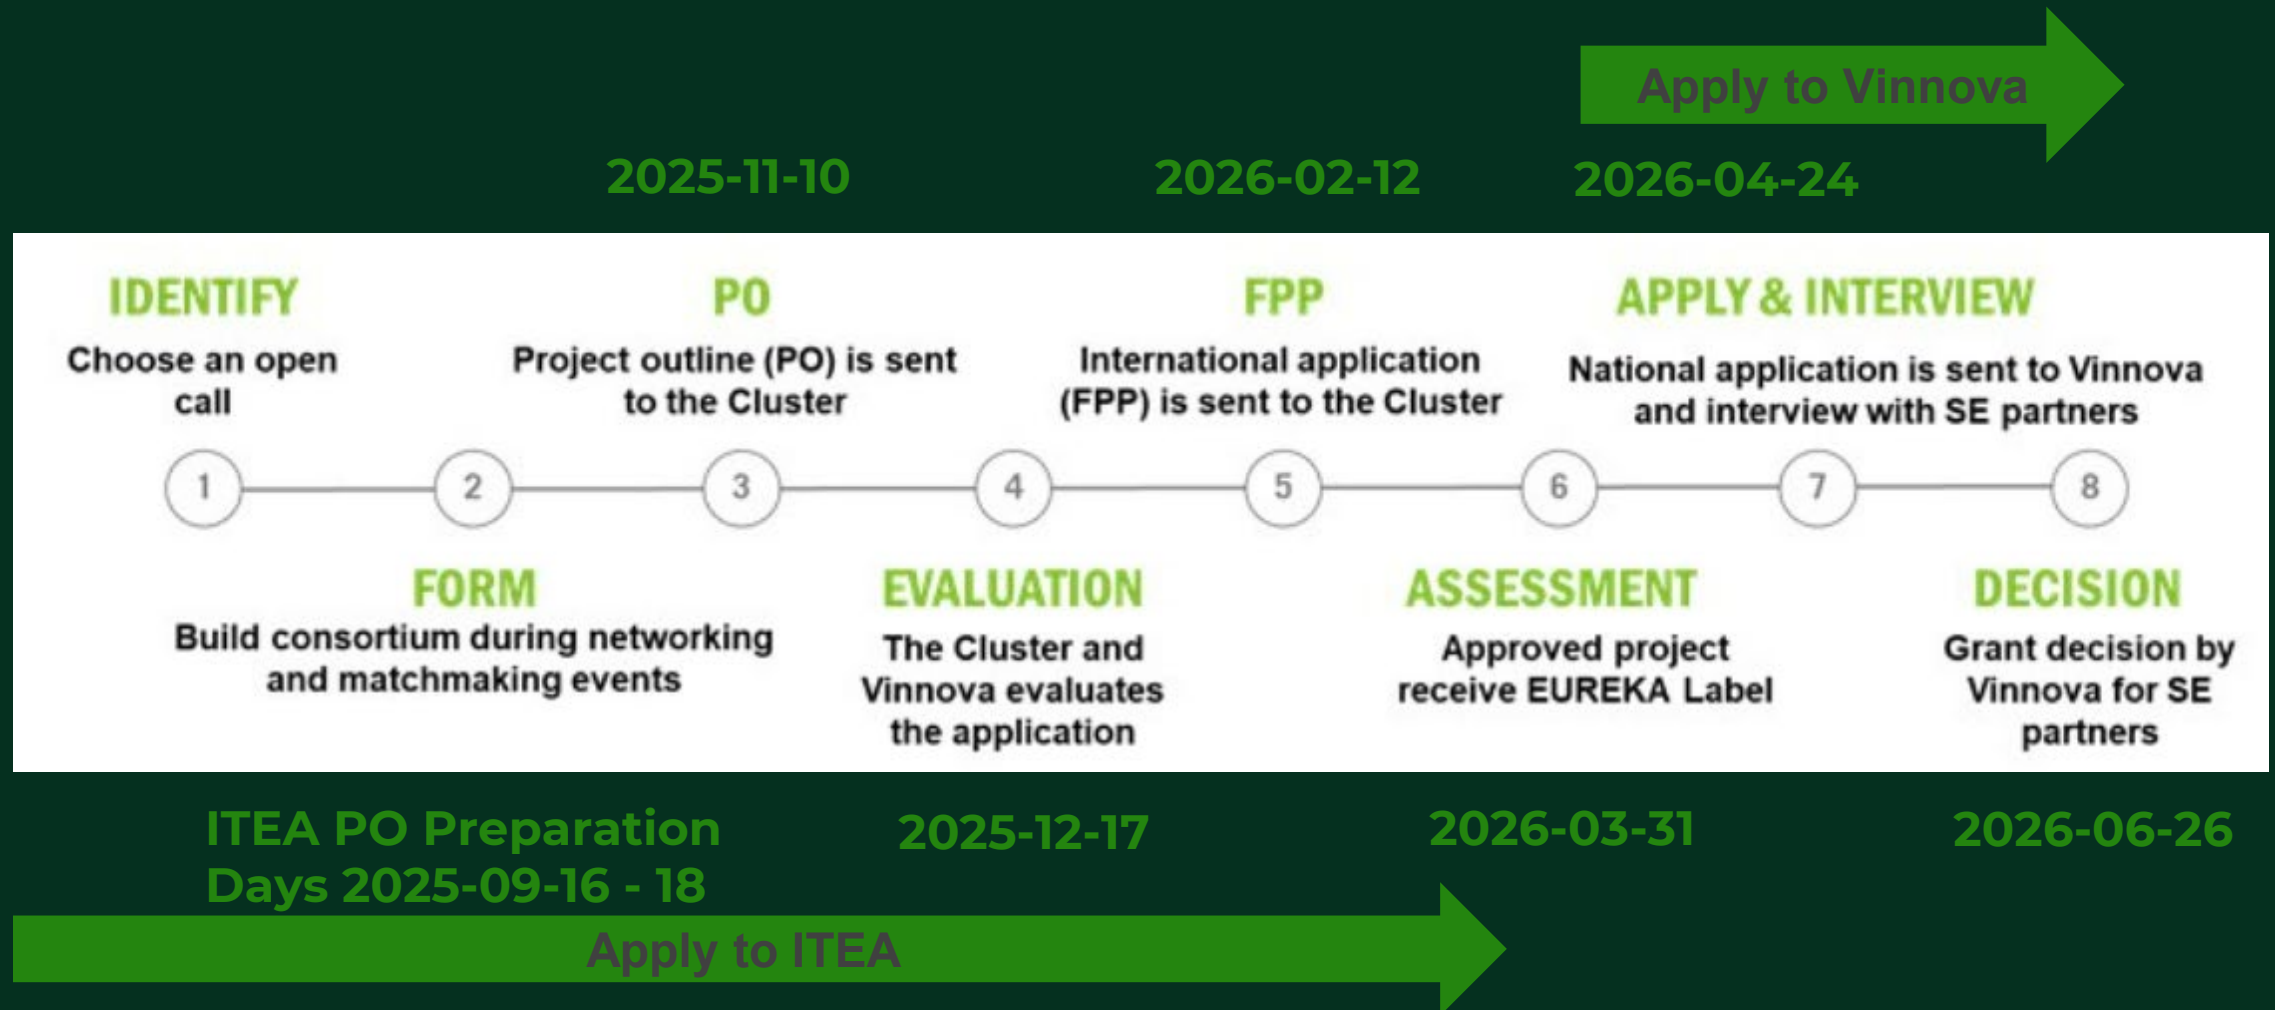 Apply to Vinnova
2025-11-10
2026-02-12
2026-04-24
IDENTIFY
Choose an open
call
PO
Project outline (PO) is sent
to the Cluster
FPP
International application
(FPP) is sent to the Cluster
APPLY & INTERVIEW
National application is sent to Vinnova
and interview with SE partners
1
2
3
4
5
6
7
8
FORM
Build consortium during networking
and matchmaking events
EVALUATION
The Cluster and
Vinnova evaluates
the application
ASSESSMENT
Approved project
receive EUREKA Label
DECISION
Grant decision by
Vinnova for SE
partners
ITEA PO Preparation
Days 2025-09-16 - 18
2025-12-17
2026-03-31
2026-06-26
Apply to ITEA